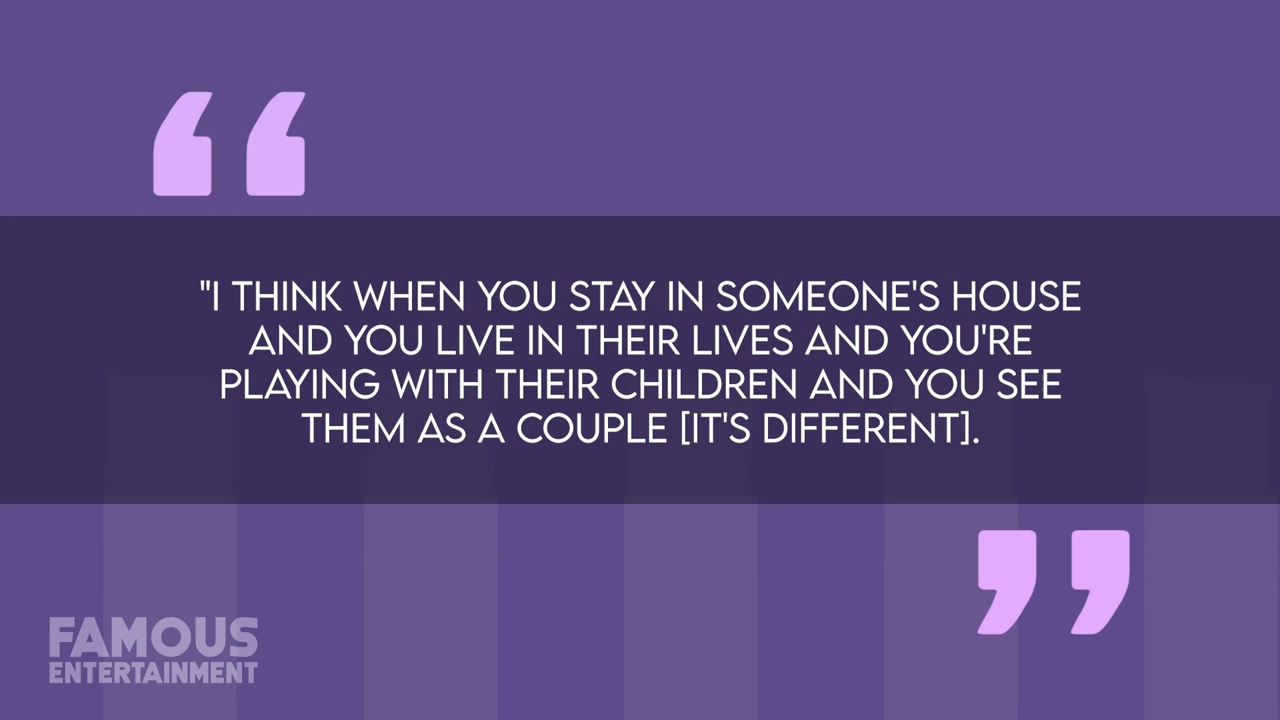 "I THINK WHEN YOU STAY IN SOMEONE'S HOUSE
AND YOU LIVE IN THEIR LIVES AND YOU'RE
PLAYING WITH THEIR CHILDREN AND YOU SEE
THEM AS A COUPLE [IT'S DIFFERENT].
FAMOUS
ENTERTAINMENT